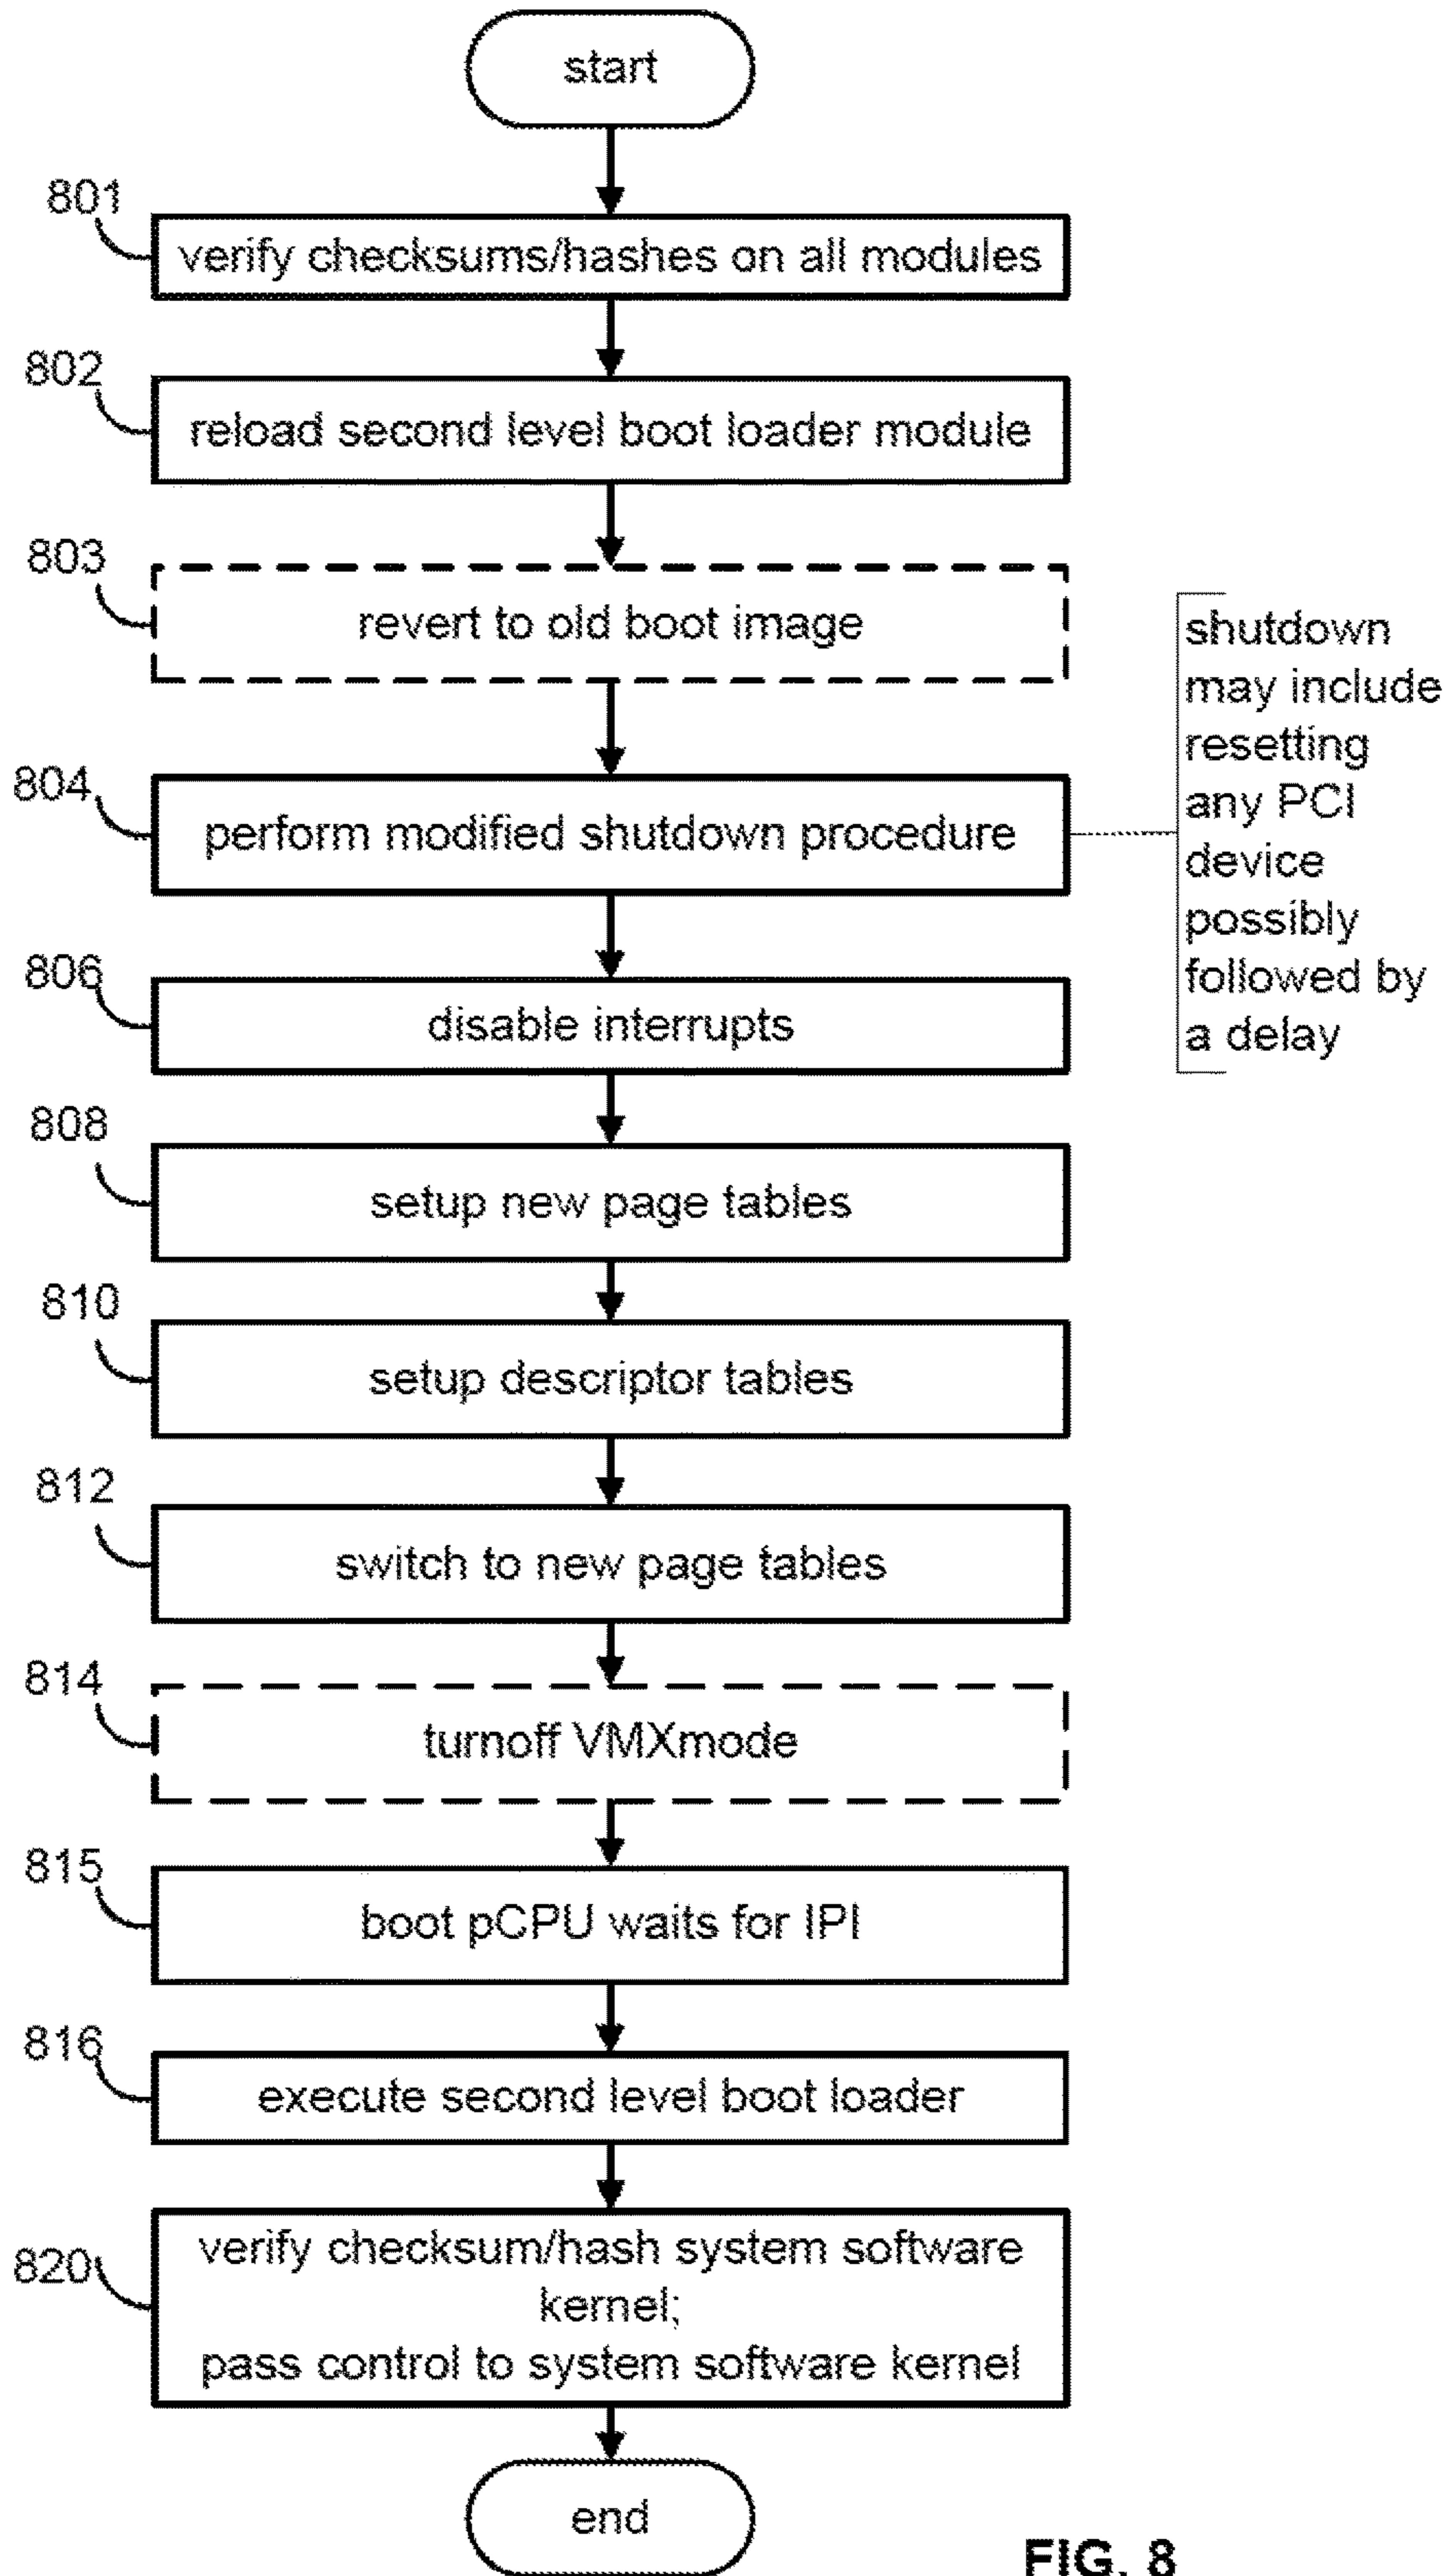 start
801
verify checksums/hashes on all modules
802
reload second level boot loader module
803
revert to old boot image
804
perform modified shutdown procedure
shutdown
may include
resetting
any PCI
device
possibly
followed by
a delay
806
disable interrupts
808
setup new page tables
810
setup descriptor tables
812
switch to new page tables
814
turnoff VMXmode
815
boot pCPU waits for IPI
816
execute second level boot loader
820
verify checksum/hash system software
kernel;
pass control to system software kernel
end
FIG. 8